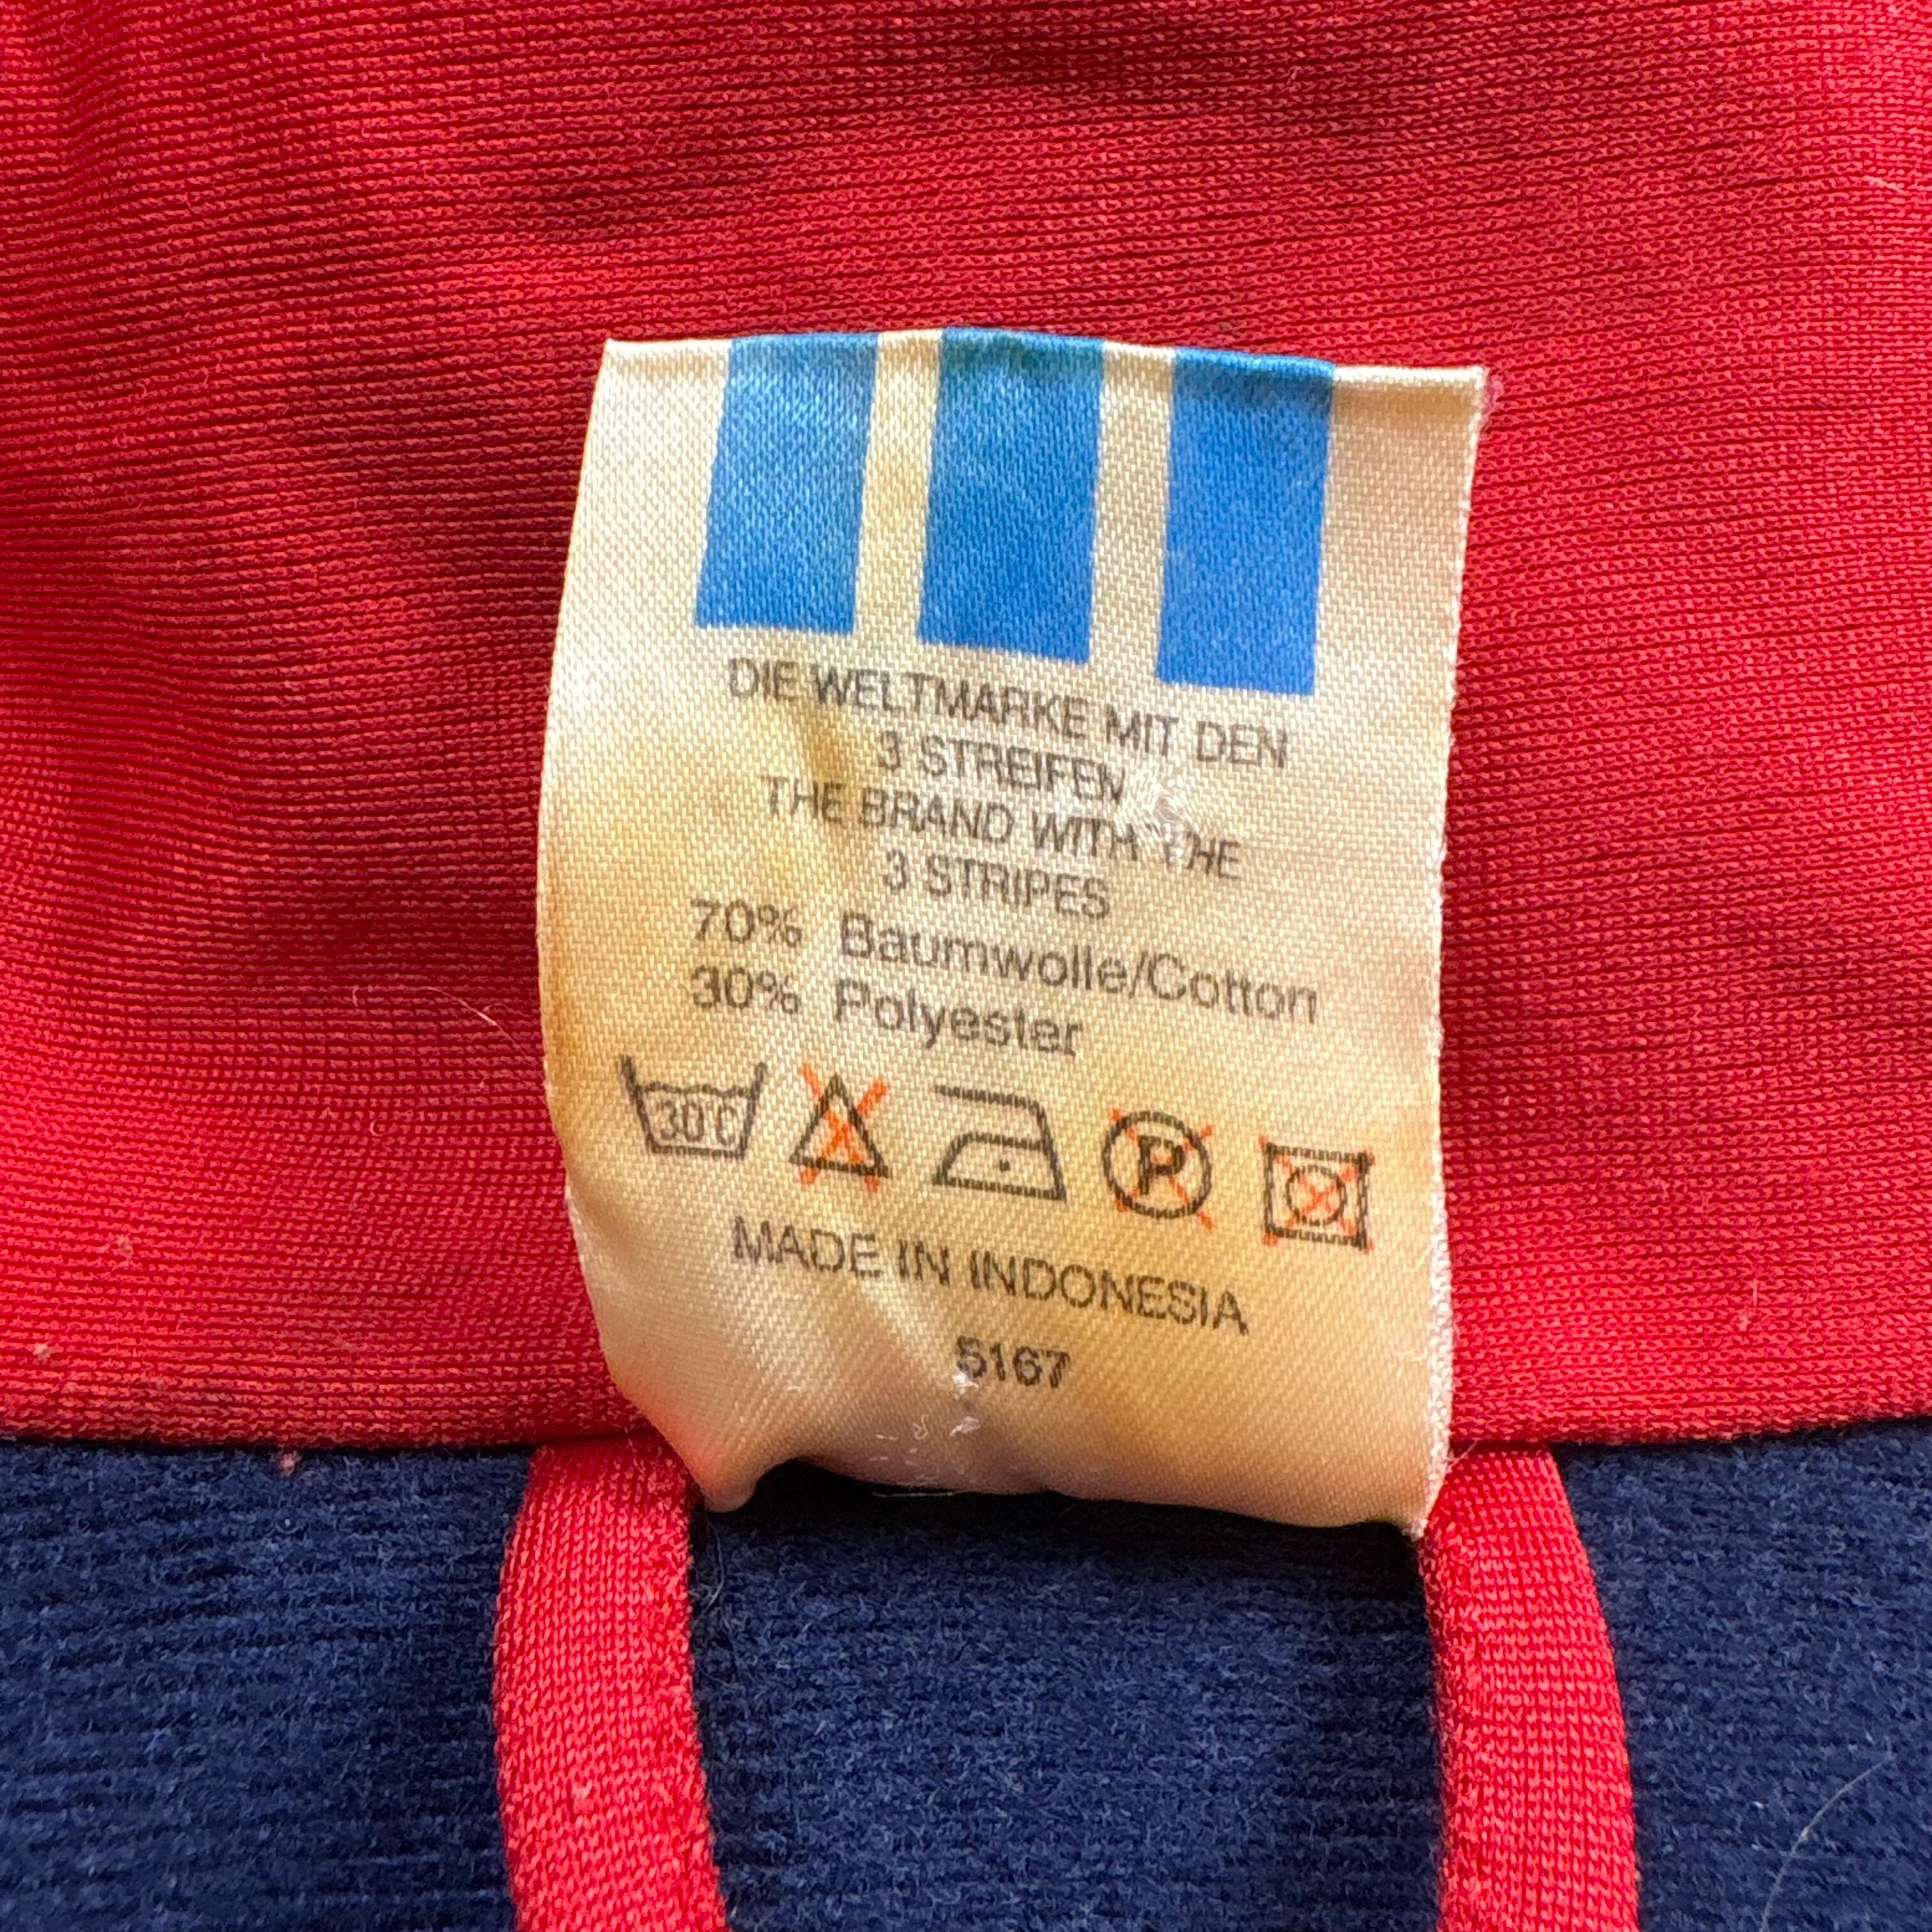 DIE WELTMARKE MIT DEN
3 STREIFEN
THE BRAND WITH THE
3 STRIPES
70% Baumwolle/Cotton
30% Polyester
30°C P
MADE IN INDONESIA
5167